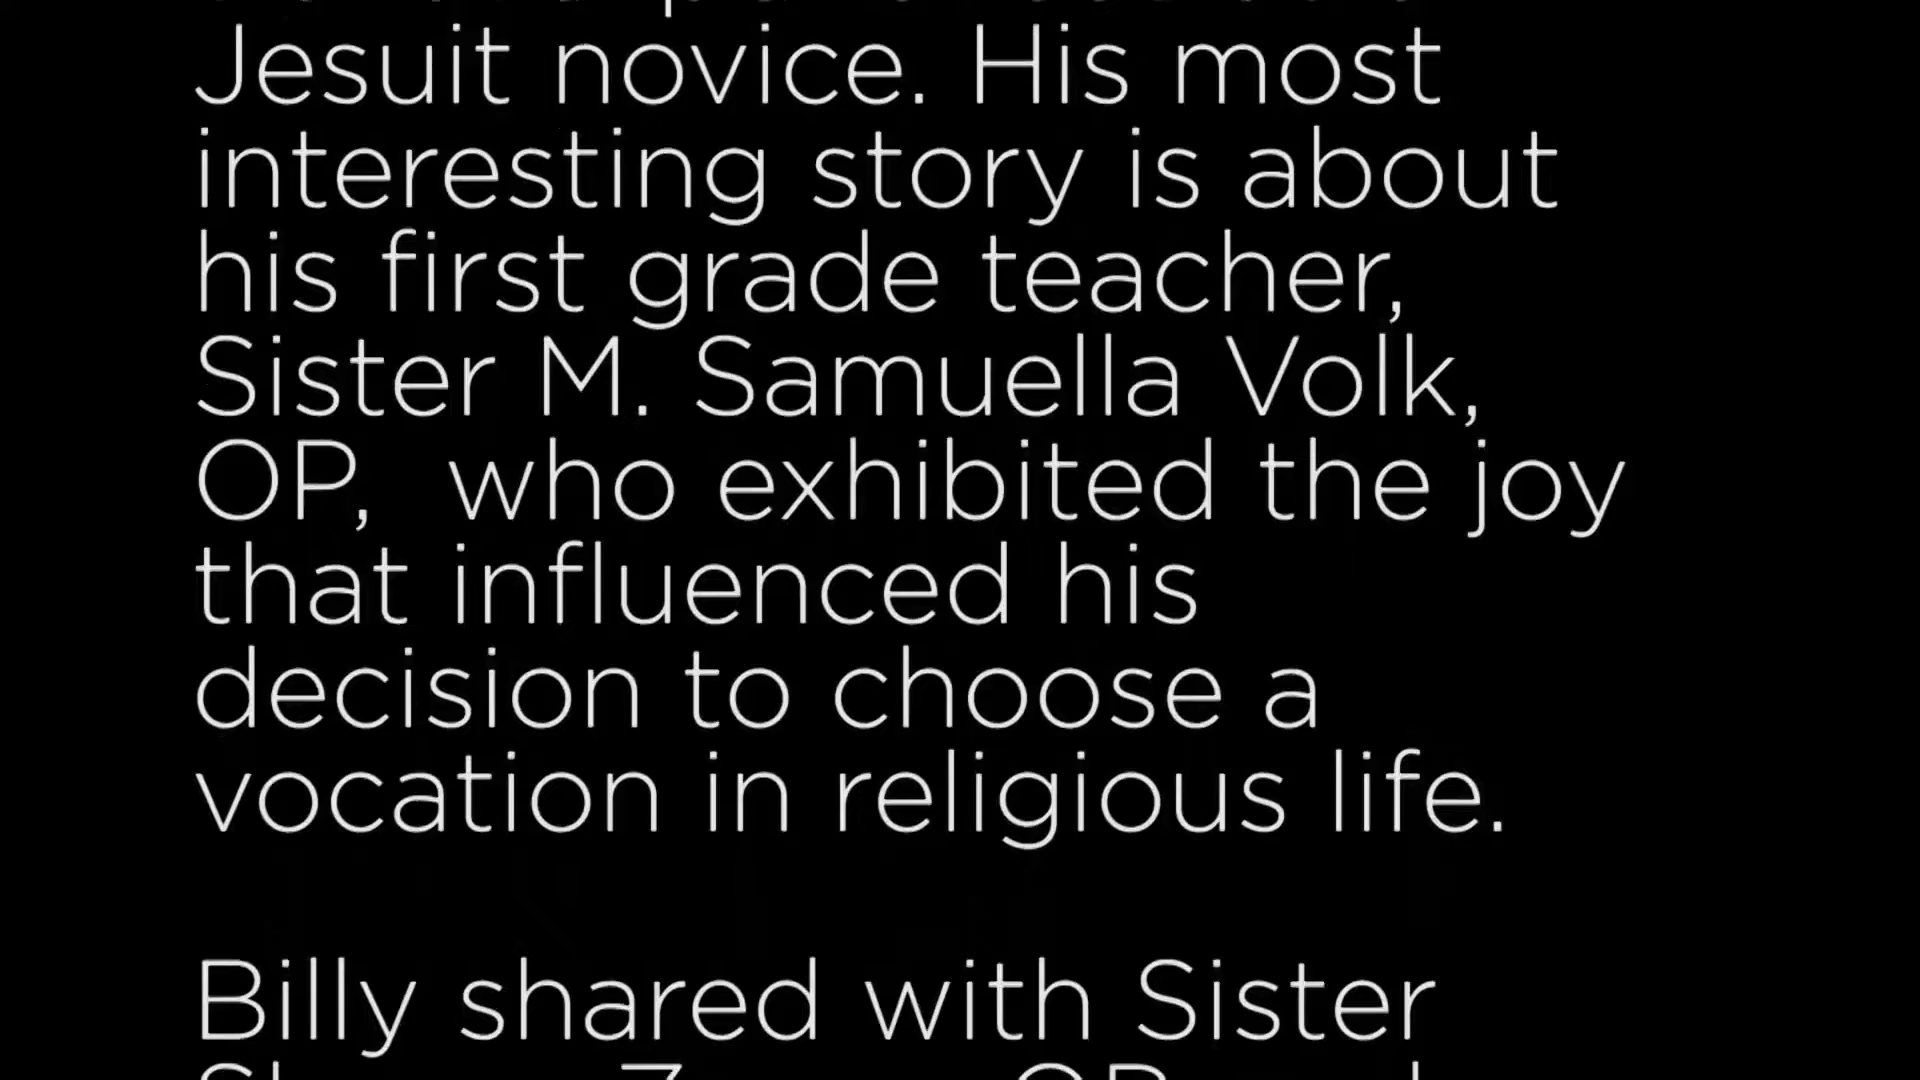 Jesuit novice. His most
interesting story is about
his first grade teacher,
Sister M. Samuella Volk,
OP,  who exhibited the joy
that influenced his
decision to choose a
vocation in religious life.
Billy shared with Sister